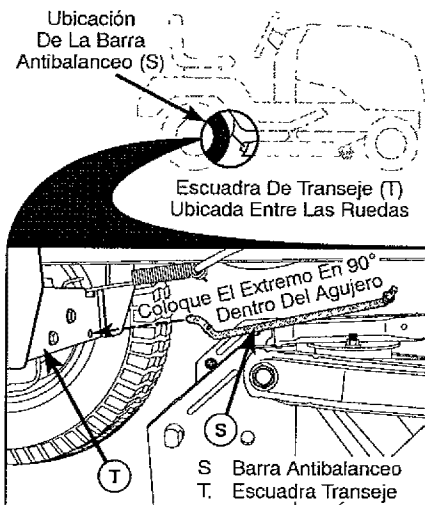 Ubicación
De La Barra
Antibalanceo (S)
Escuadra De Transeje (T)
Ubicada Entre Las Ruedas
Coloque El Extremo En 90°
Dentro Del Agujero
S
T
S Barra Antibalanceo
T. Escuadra Transeje